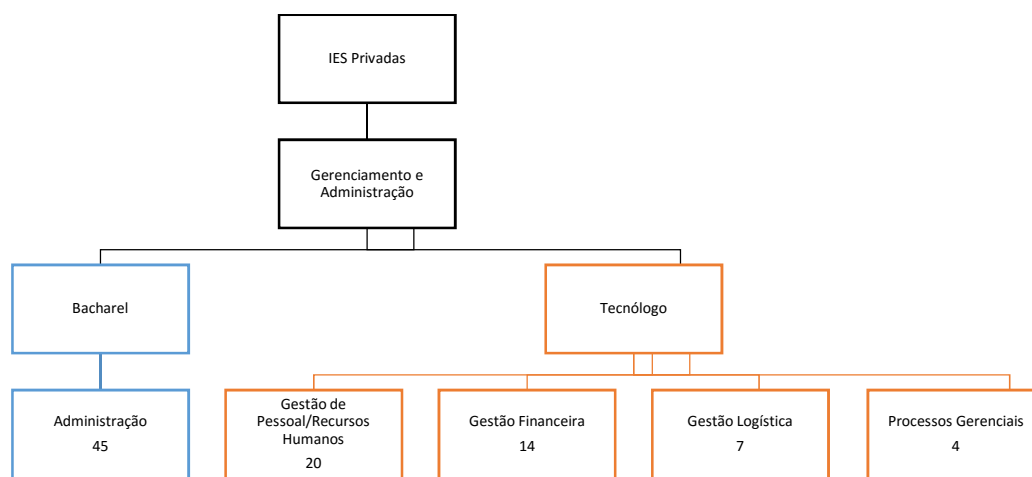 IES Privadas
Gerenciamento e
Administração
Bacharel
Tecnólogo
Administração
45
Gestão de
Pessoal/Recursos
Humanos
20
Gestão Financeira
14
Gestão Logística
7
Processos Gerenciais
4